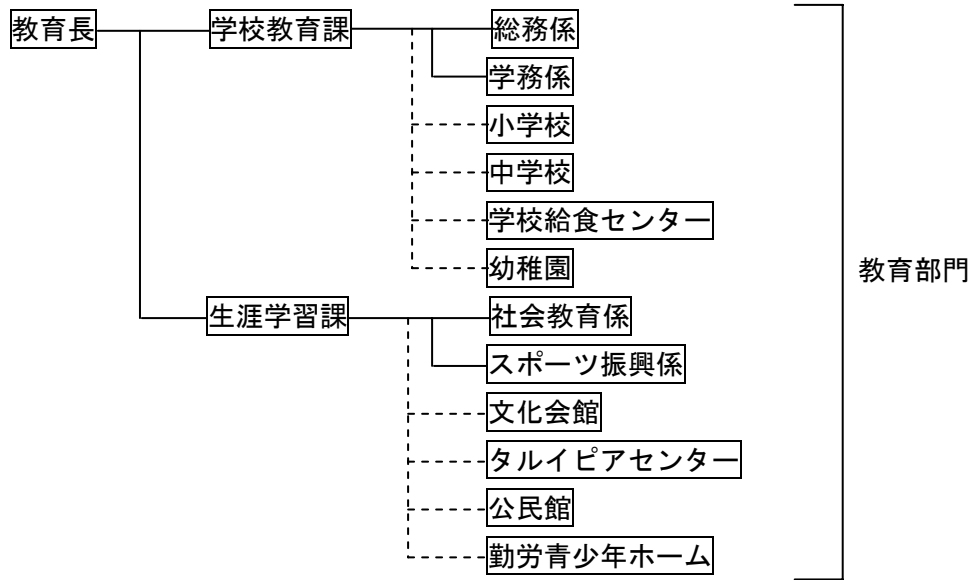 教育長
学校教育課
総務係
学務係
小学校
中学校
学校給食センター
幼稚園
教育部門
生涯学習課
社会教育係
スポーツ振興係
文化会館
タルイピアセンター
公民館
勤労青少年ホーム